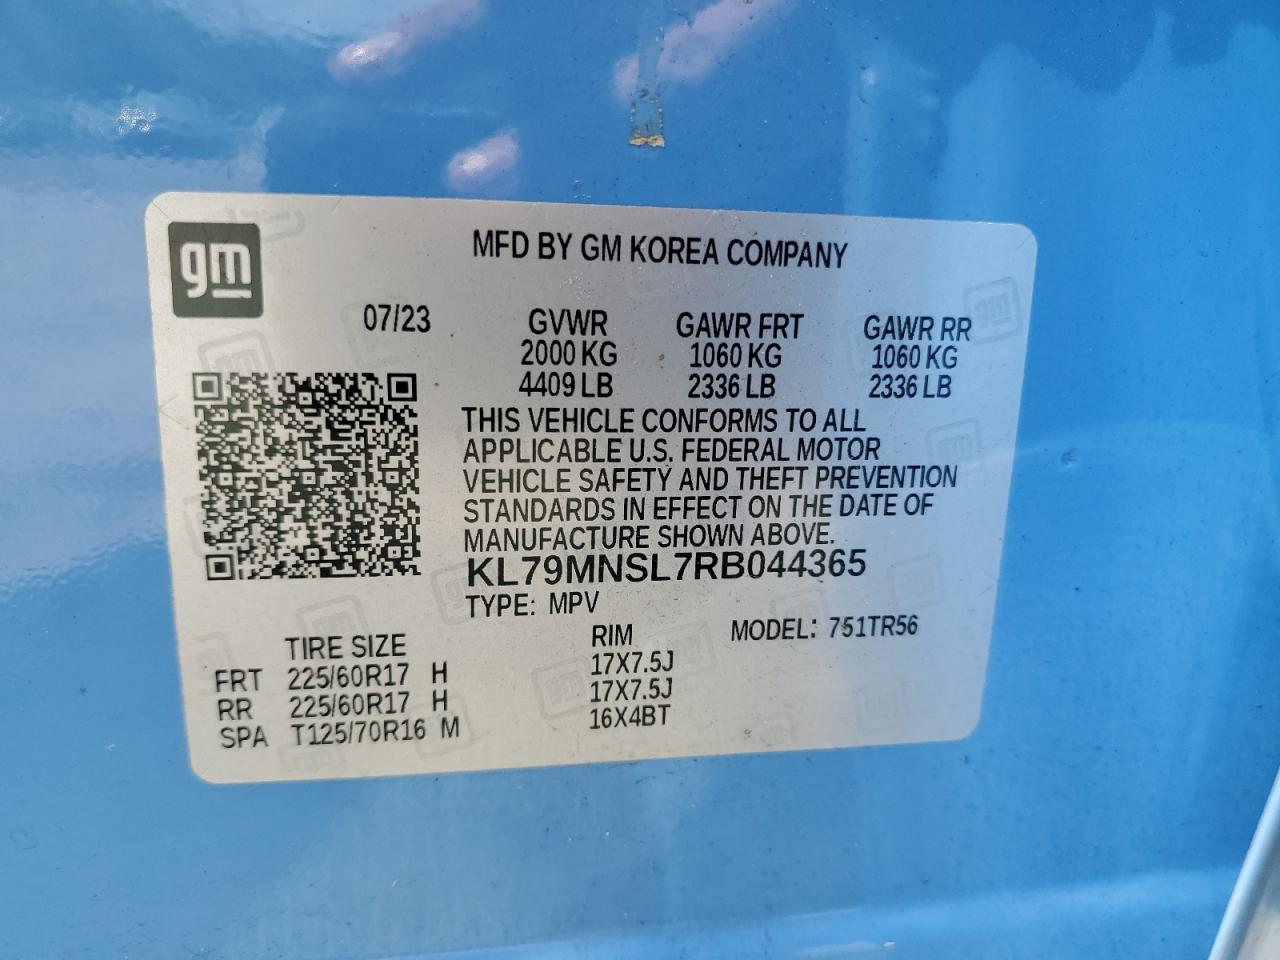 gm
MFD BY GM KOREA COMPANY
07/23 GVWR GAWR FRT GAWR RR
2000 KG 1060 KG 1060 KG
4409 LB 2336 LB 2336 LB
THIS VEHICLE CONFORMS TO ALL
APPLICABLE U.S. FEDERAL MOTOR
VEHICLE SAFETY AND THEFT PREVENTION
STANDARDS IN EFFECT ON THE DATE OF
MANUFACTURE SHOWN ABOVE.
KL79MNSL7RB044365
TYPE: MPV
TIRE SIZE RIM MODEL: 751TR56
FRT 225/60R17 H 17X7.5J
RR 225/60R17 H 17X7.5J
SPA T125/70R16 M 16X4BT